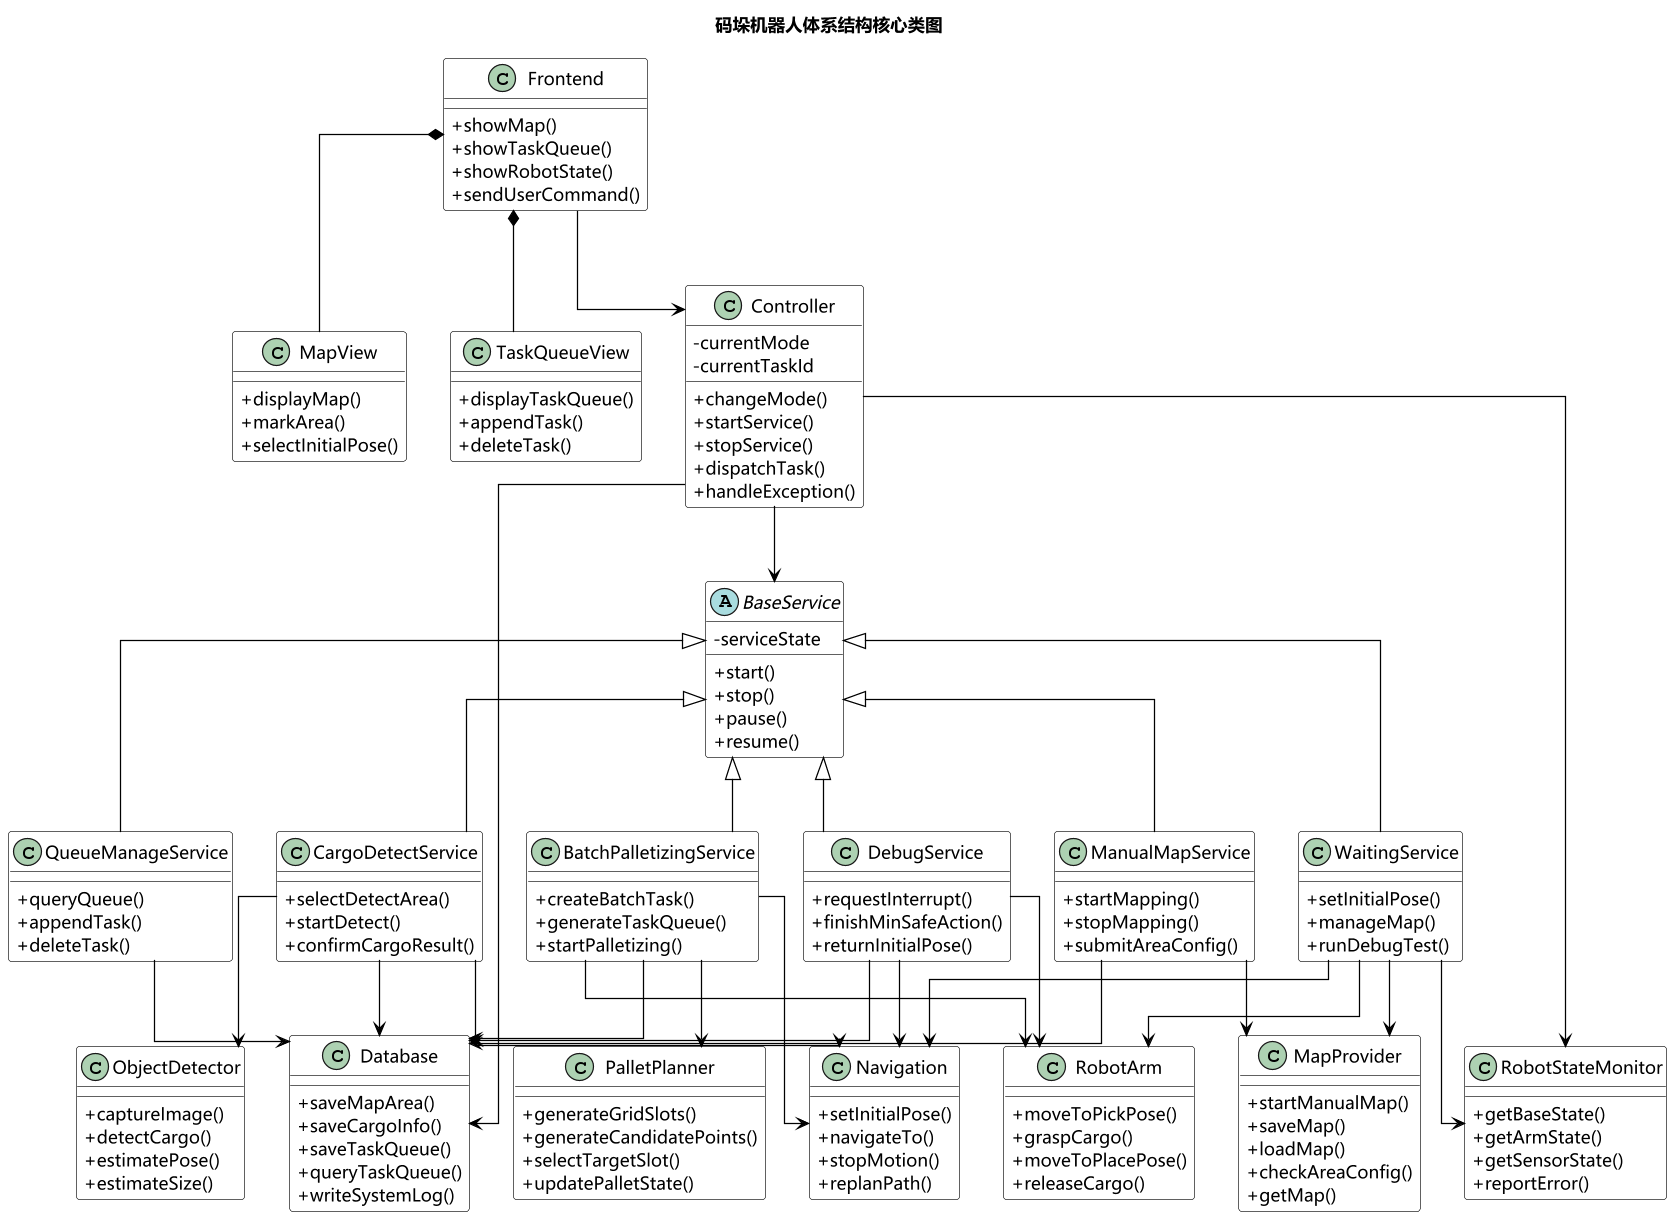 码垛机器人体系结构核心类图
C Frontend
+showMap()
+showTaskQueue()
+showRobotState()
+sendUserCommand()
C MapView
+displayMap()
+markArea()
+selectInitialPose()
C TaskQueueView
+displayTaskQueue()
+appendTask()
+deleteTask()
C Controller
-currentMode
-currentTaskId
+changeMode()
+startService()
+stopService()
+dispatchTask()
+handleException()
A BaseService
-serviceState
+start()
+stop()
+pause()
+resume()
C QueueManageService
+queryQueue()
+appendTask()
+deleteTask()
C CargoDetectService
+selectDetectArea()
+startDetect()
+confirmCargoResult()
C BatchPalletizingService
+createBatchTask()
+generateTaskQueue()
+startPalletizing()
C DebugService
+requestInterrupt()
+finishMinSafeAction()
+returnInitialPose()
C ManualMapService
+startMapping()
+stopMapping()
+submitAreaConfig()
C WaitingService
+setInitialPose()
+manageMap()
+runDebugTest()
C ObjectDetector
+captureImage()
+detectCargo()
+estimatePose()
+estimateSize()
C Database
+saveMapArea()
+saveCargoInfo()
+saveTaskQueue()
+queryTaskQueue()
+writeSystemLog()
C PalletPlanner
+generateGridSlots()
+generateCandidatePoints()
+selectTargetSlot()
+updatePalletState()
C Navigation
+setInitialPose()
+navigateTo()
+stopMotion()
+replanPath()
C RobotArm
+moveToPickPose()
+graspCargo()
+moveToPlacePose()
+releaseCargo()
C MapProvider
+startManualMap()
+saveMap()
+loadMap()
+checkAreaConfig()
+getMap()
C RobotStateMonitor
+getBaseState()
+getArmState()
+getSensorState()
+reportError()